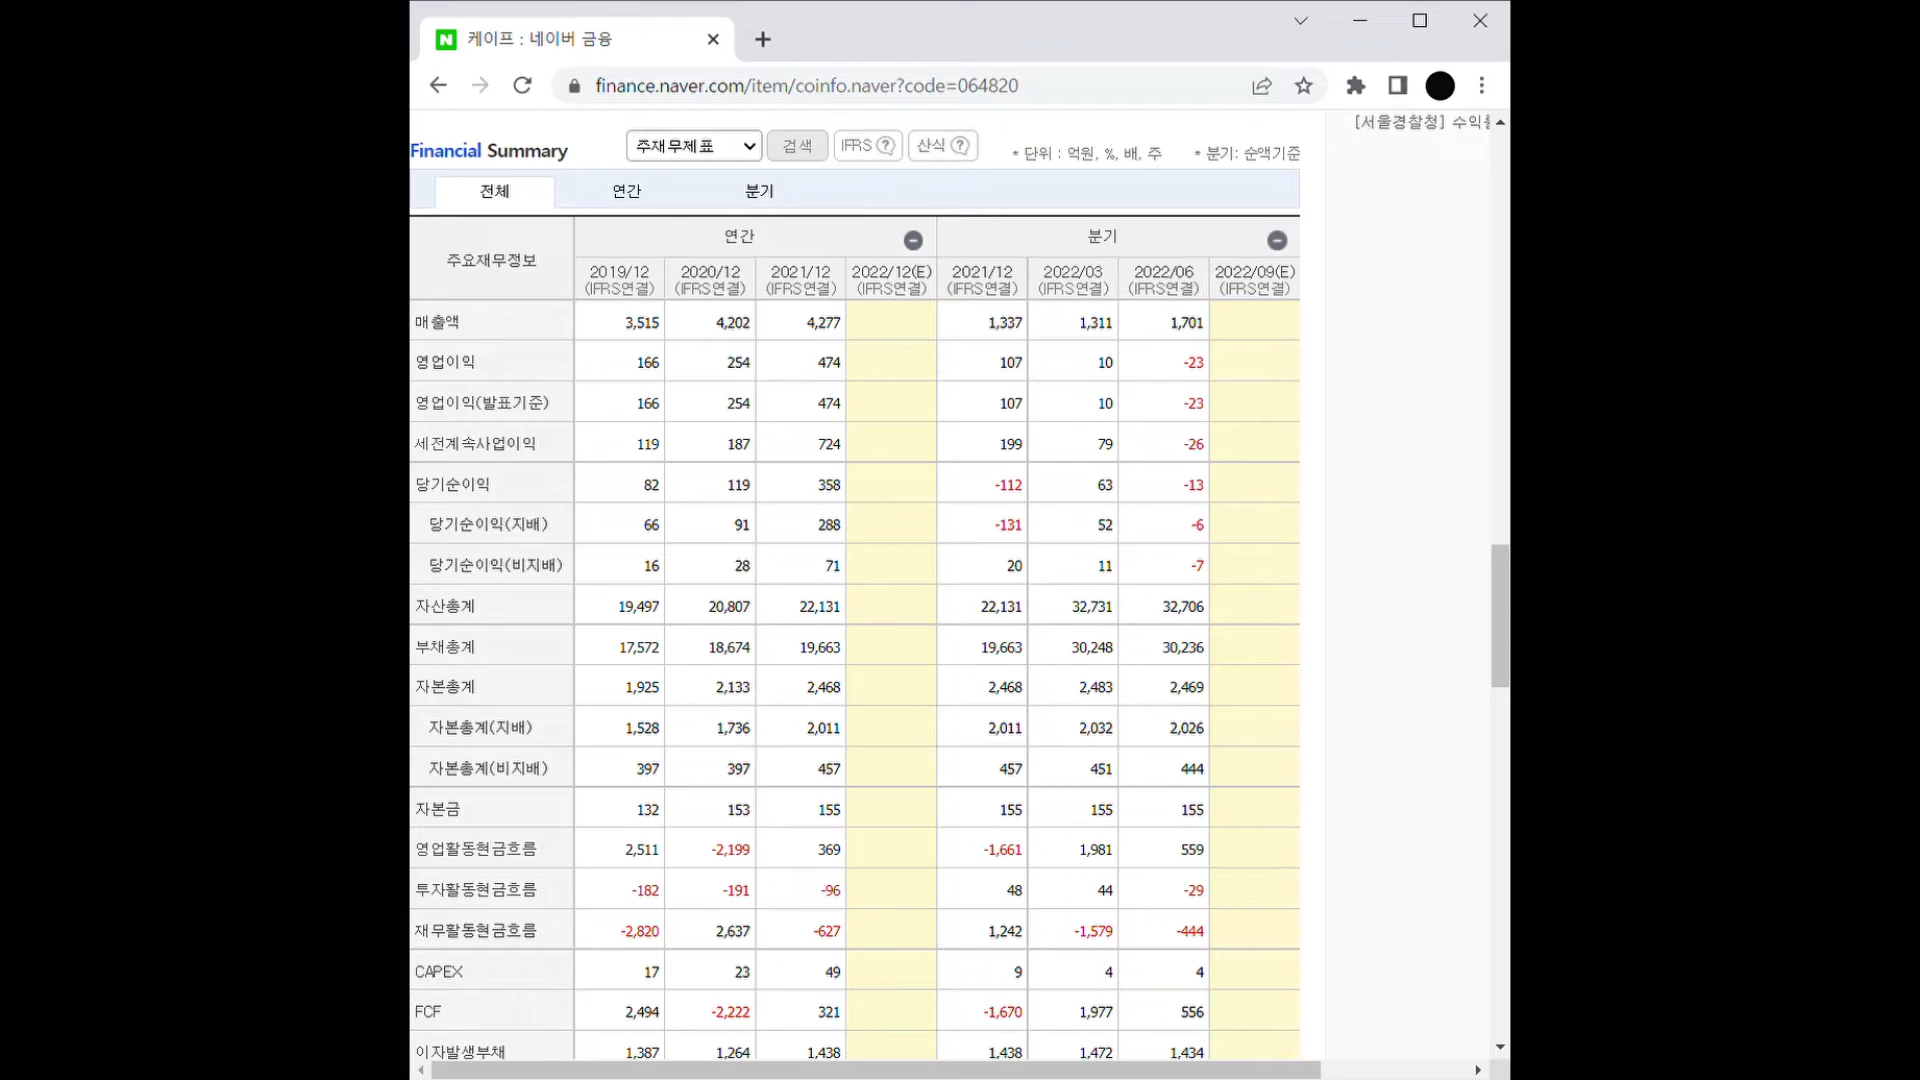 케이프 : 네이버 금융
finance.naver.com/item/coinfo.naver?code=064820
[서울경찰청] 수익
Financial Summary 주재무제표 검색 IFRS ? 산식 ? * 단위 : 억원, %, 배, 주 * 분기: 순액기준
전체 연간 분기
주요재무정보 연간 분기
2019/12 2020/12 2021/12 2022/12(E) 2021/12 2022/03 2022/06 2022/09(E)
(IFRS연결) (IFRS연결) (IFRS연결) (IFRS연결) (IFRS연결) (IFRS연결) (IFRS연결) (IFRS연결)
매출액 3,515 4,202 4,277 1,337 1,311 1,701
영업이익 166 254 474 107 10 -23
영업이익(발표기준) 166 254 474 107 10 -23
세전계속사업이익 119 187 724 199 79 -26
당기순이익 82 119 358 -112 63 -13
당기순이익(지배) 66 91 288 -131 52 -6
당기순이익(비지배) 16 28 71 20 11 -7
자산총계 19,497 20,807 22,131 22,131 32,731 32,706
부채총계 17,572 18,674 19,663 19,663 30,248 30,236
자본총계 1,925 2,133 2,468 2,468 2,483 2,469
자본총계(지배) 1,528 1,736 2,011 2,011 2,032 2,026
자본총계(비지배) 397 397 457 457 451 444
자본금 132 153 155 155 155 155
영업활동현금흐름 2,511 -2,199 369 -1,661 1,981 559
투자활동현금흐름 -182 -191 -96 48 44 -29
재무활동현금흐름 -2,820 2,637 -627 1,242 -1,579 -444
CAPEX 17 23 49 9 4 4
FCF 2,494 -2,222 321 -1,670 1,977 556
이자발생부채 1,387 1,264 1,438 1,438 1,472 1,434